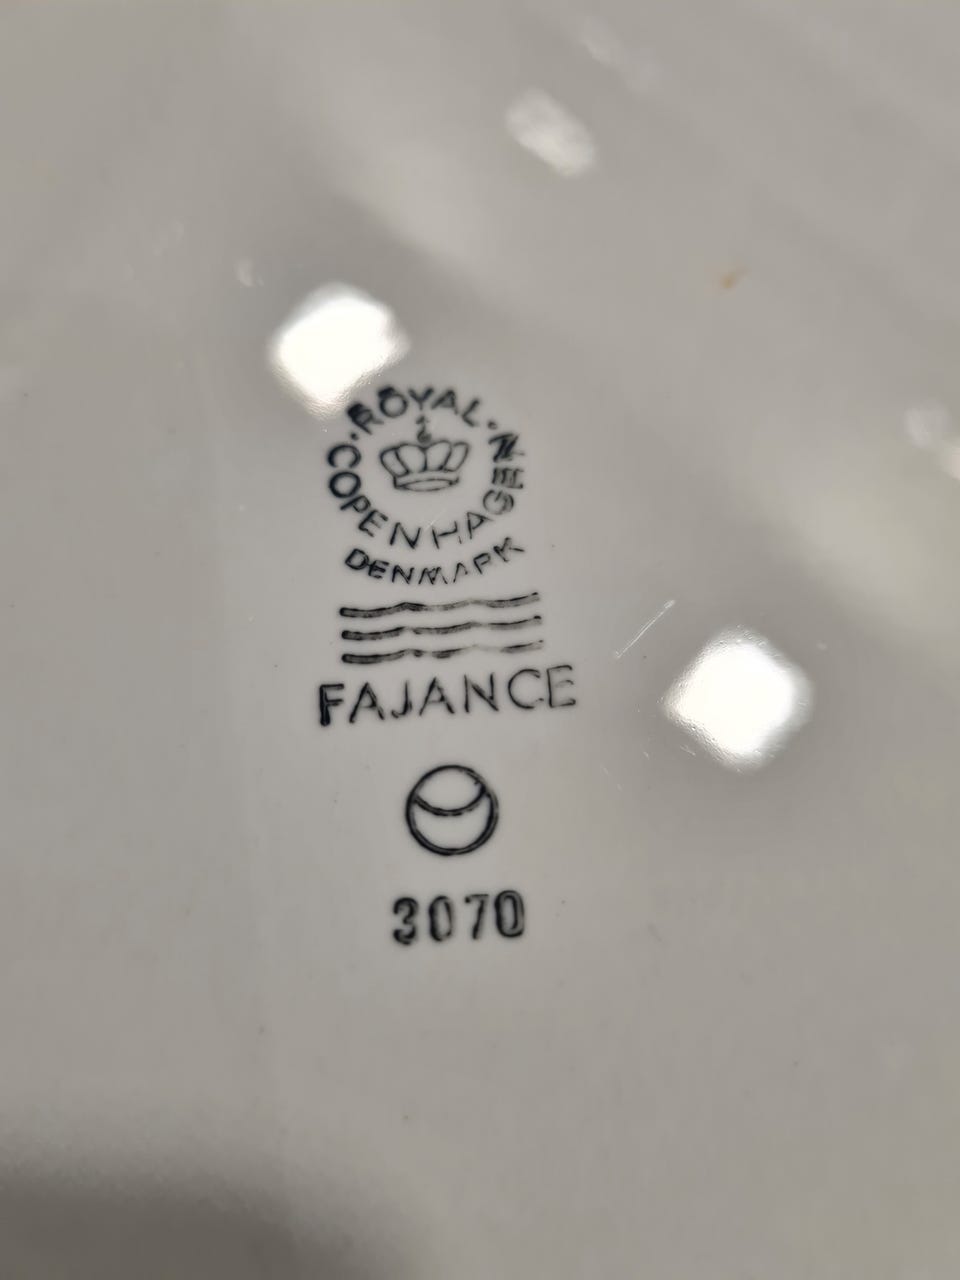 ROYAL
COPENHAGEN
DENMARK
FAJANCE
3070